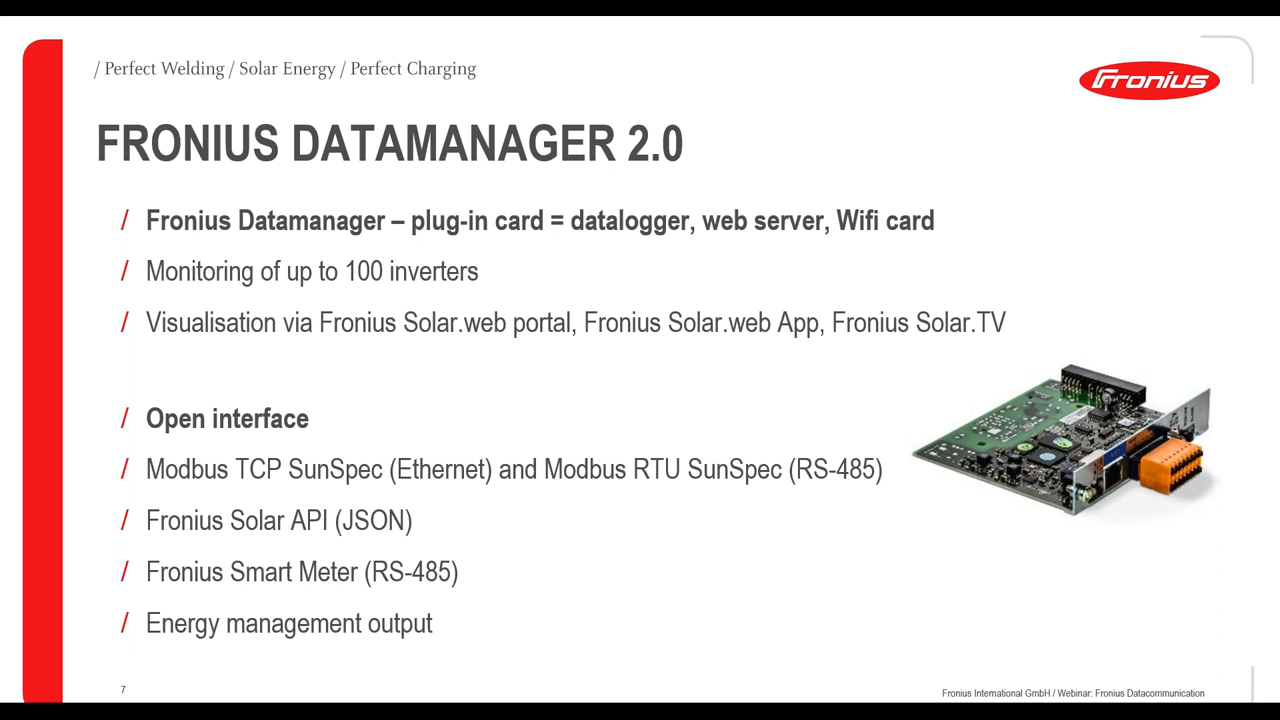 / Perfect Welding / Solar Energy / Perfect Charging
Fronius
FRONIUS DATAMANAGER 2.0
/ Fronius Datamanager – plug-in card = datalogger, web server, Wifi card
/ Monitoring of up to 100 inverters
/ Visualisation via Fronius Solar.web portal, Fronius Solar.web App, Fronius Solar.TV
/ Open interface
/ Modbus TCP SunSpec (Ethernet) and Modbus RTU SunSpec (RS-485)
/ Fronius Solar API (JSON)
/ Fronius Smart Meter (RS-485)
/ Energy management output
7
Fronius International GmbH / Webinar: Fronius Datacommunication